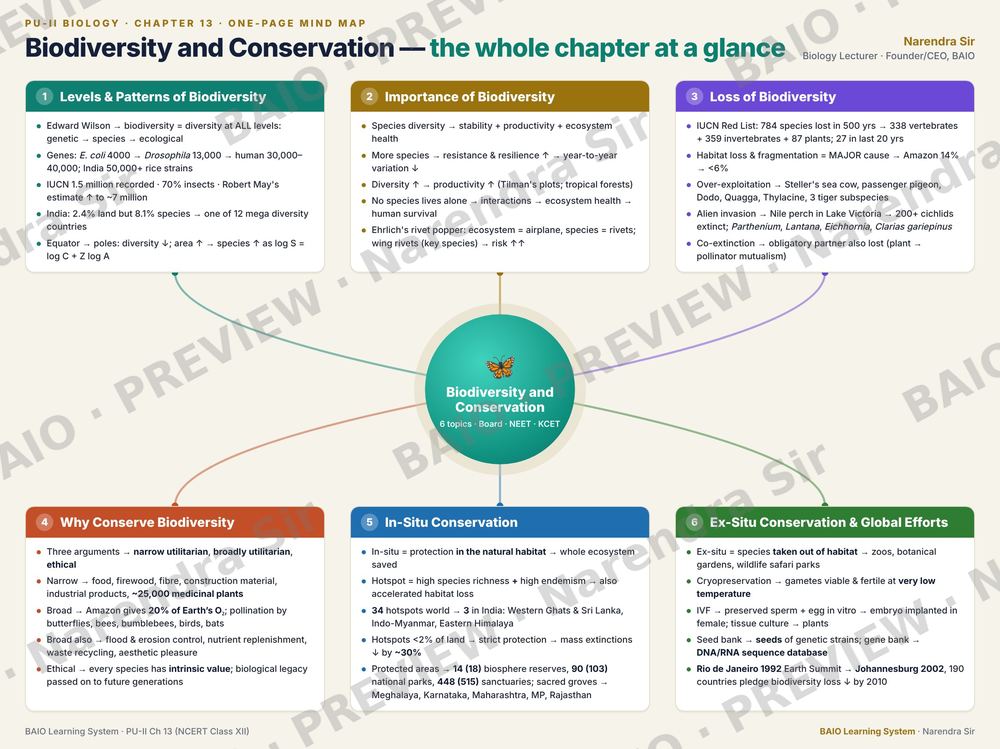 PU-II BIOLOGY · CHAPTER 13 · ONE-PAGE MIND MAP
Biodiversity and Conservation — the whole chapter at a glance
Narendra Sir
Biology Lecturer · Founder/CEO, BAIO
1 Levels & Patterns of Biodiversity
Edward Wilson → biodiversity = diversity at ALL levels:
genetic → species → ecological
Genes: E. coli 4000 → Drosophila 13,000 → human 30,000–
40,000; India 50,000+ rice strains
IUCN 1.5 million recorded · 70% insects · Robert May's
estimate ↑ to ~7 million
India: 2.4% land but 8.1% species → one of 12 mega diversity
countries
Equator → poles: diversity ↓; area ↑ → species ↑ as log S =
log C + Z log A
2 Importance of Biodiversity
Species diversity → stability + productivity + ecosystem
health
More species → resistance & resilience ↑ → year-to-year
variation ↓
Diversity ↑ → productivity ↑ (Tilman's plots; tropical forests)
No species lives alone → interactions → ecosystem health →
human survival
Ehrlich's rivet popper: ecosystem = airplane, species = rivets;
wing rivets (key species) → risk ↑↑
3 Loss of Biodiversity
IUCN Red List: 784 species lost in 500 yrs → 338 vertebrates
+ 359 invertebrates + 87 plants; 27 in last 20 yrs
Habitat loss & fragmentation = MAJOR cause → Amazon 14%
→ <6%
Over-exploitation → Steller's sea cow, passenger pigeon,
Dodo, Quagga, Thylacine, 3 tiger subspecies
Alien invasion → Nile perch in Lake Victoria → 200+ cichlids
extinct; Parthenium, Lantana, Eichhornia, Clarias gariepinus
Co-extinction → obligatory partner also lost (plant →
pollinator mutualism)
Biodiversity and
Conservation
6 topics · Board · NEET · KCET
4 Why Conserve Biodiversity
Three arguments → narrow utilitarian, broadly utilitarian,
ethical
Narrow → food, firewood, fibre, construction material,
industrial products, ~25,000 medicinal plants
Broad → Amazon gives 20% of Earth's O₂; pollination by
butterflies, bees, bumblebees, birds, bats
Broad also → flood & erosion control, nutrient replenishment,
waste recycling, aesthetic pleasure
Ethical → every species has intrinsic value; biological legacy
passed on to future generations
5 In-Situ Conservation
In-situ = protection in the natural habitat → whole ecosystem
saved
Hotspot = high species richness + high endemism → also
accelerated habitat loss
34 hotspots world → 3 in India: Western Ghats & Sri Lanka,
Indo-Myanmar, Eastern Himalaya
Hotspots <2% of land → strict protection → mass extinctions
↓ by ~30%
Protected areas → 14 (18) biosphere reserves, 90 (103)
national parks, 448 (515) sanctuaries; sacred groves →
Meghalaya, Karnataka, Maharashtra, MP, Rajasthan
6 Ex-Situ Conservation & Global Efforts
Ex-situ = species taken out of habitat → zoos, botanical
gardens, wildlife safari parks
Cryopreservation → gametes viable & fertile at very low
temperature
IVF → preserved sperm + egg in vitro → embryo implanted in
female; tissue culture → plants
Seed bank → seeds of genetic strains; gene bank →
DNA/RNA sequence database
Rio de Janeiro 1992 Earth Summit → Johannesburg 2002, 190
countries pledge biodiversity loss ↓ by 2010
BAIO Learning System · PU-II Ch 13 (NCERT Class XII)
BAIO Learning System · Narendra Sir
BAIO · PREVIEW · Narendra Sir